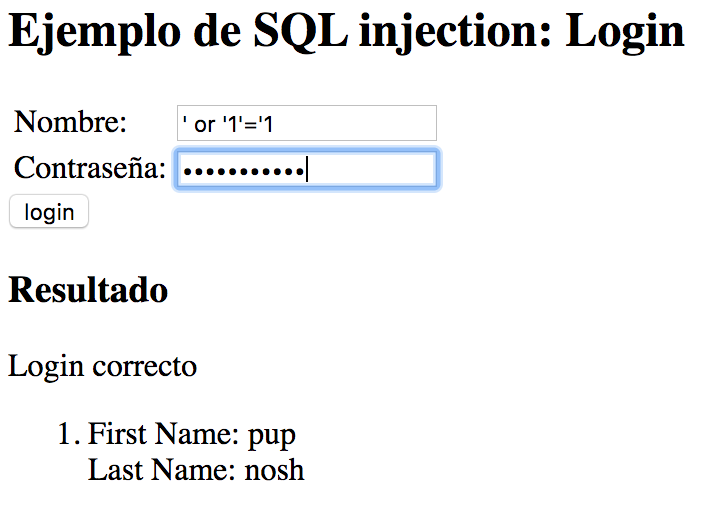 Ejemplo de SQL injection: Login
Nombre: ' or '1'='1
Contraseña: •••••••••••
login
Resultado
Login correcto
1. First Name: pup
Last Name: nosh